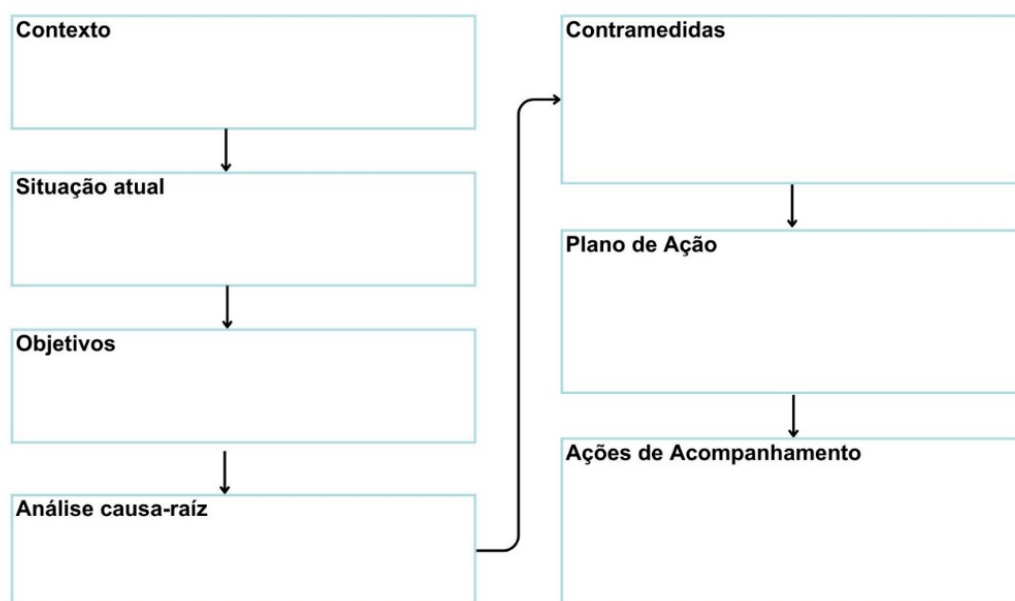 Contexto
Situação atual
Objetivos
Análise causa-raíz
Contramedidas
Plano de Ação
Ações de Acompanhamento